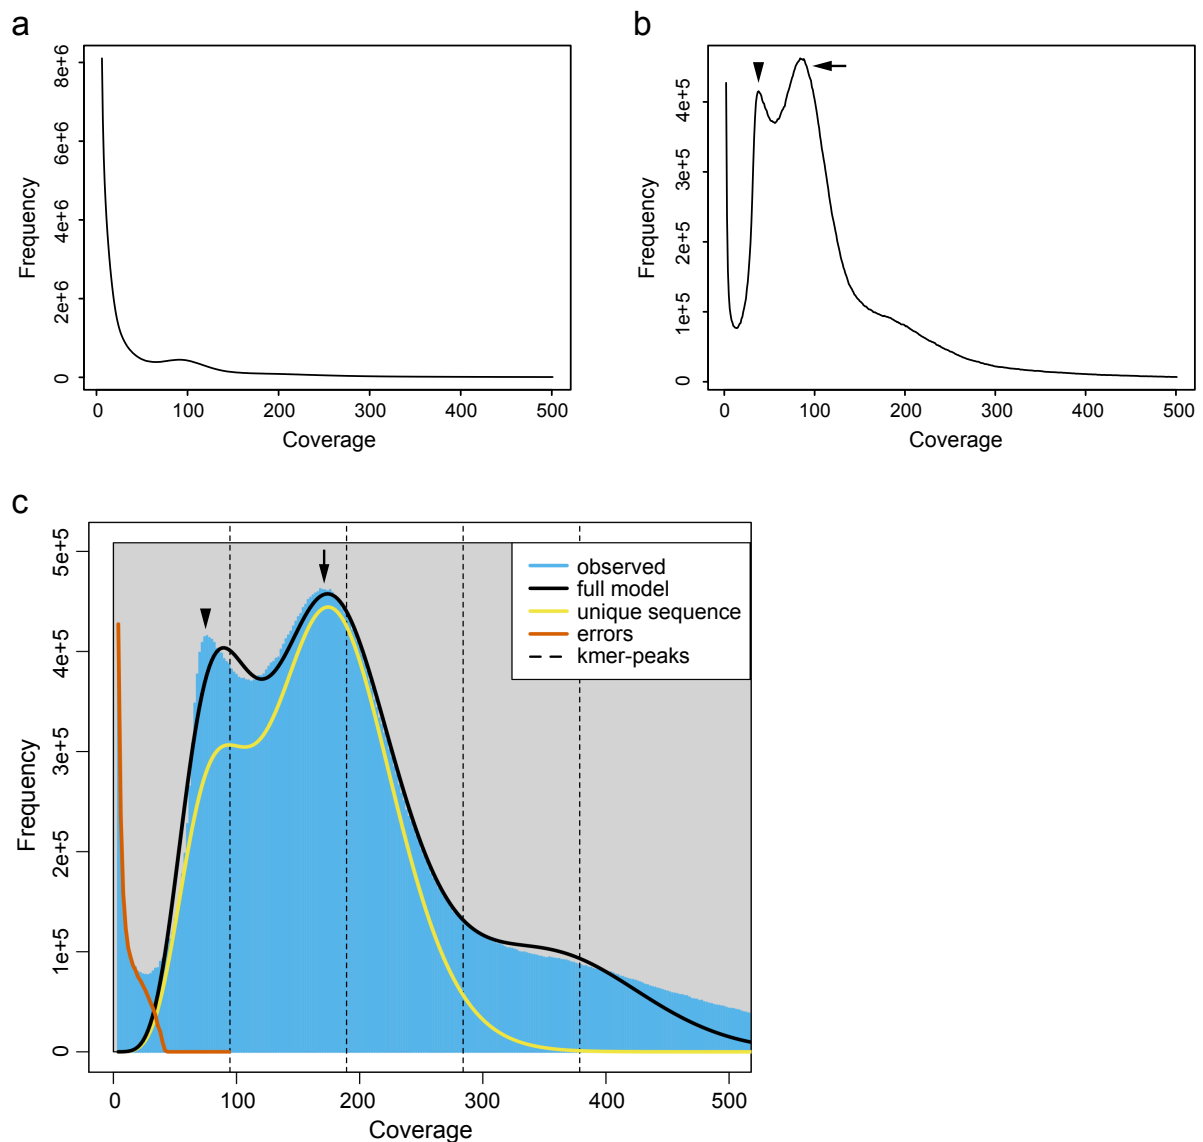 a
8e+6
6e+6
4e+6
2e+6
0
Frequency
0 100 200 300 400 500
Coverage
b
4e+5
3e+5
2e+5
1e+5
0
Frequency
0 100 200 300 400 500
Coverage
c
5e+5
4e+5
3e+5
2e+5
1e+5
0
Frequency
observed
full model
unique sequence
errors
kmer-peaks
0 100 200 300 400 500
Coverage